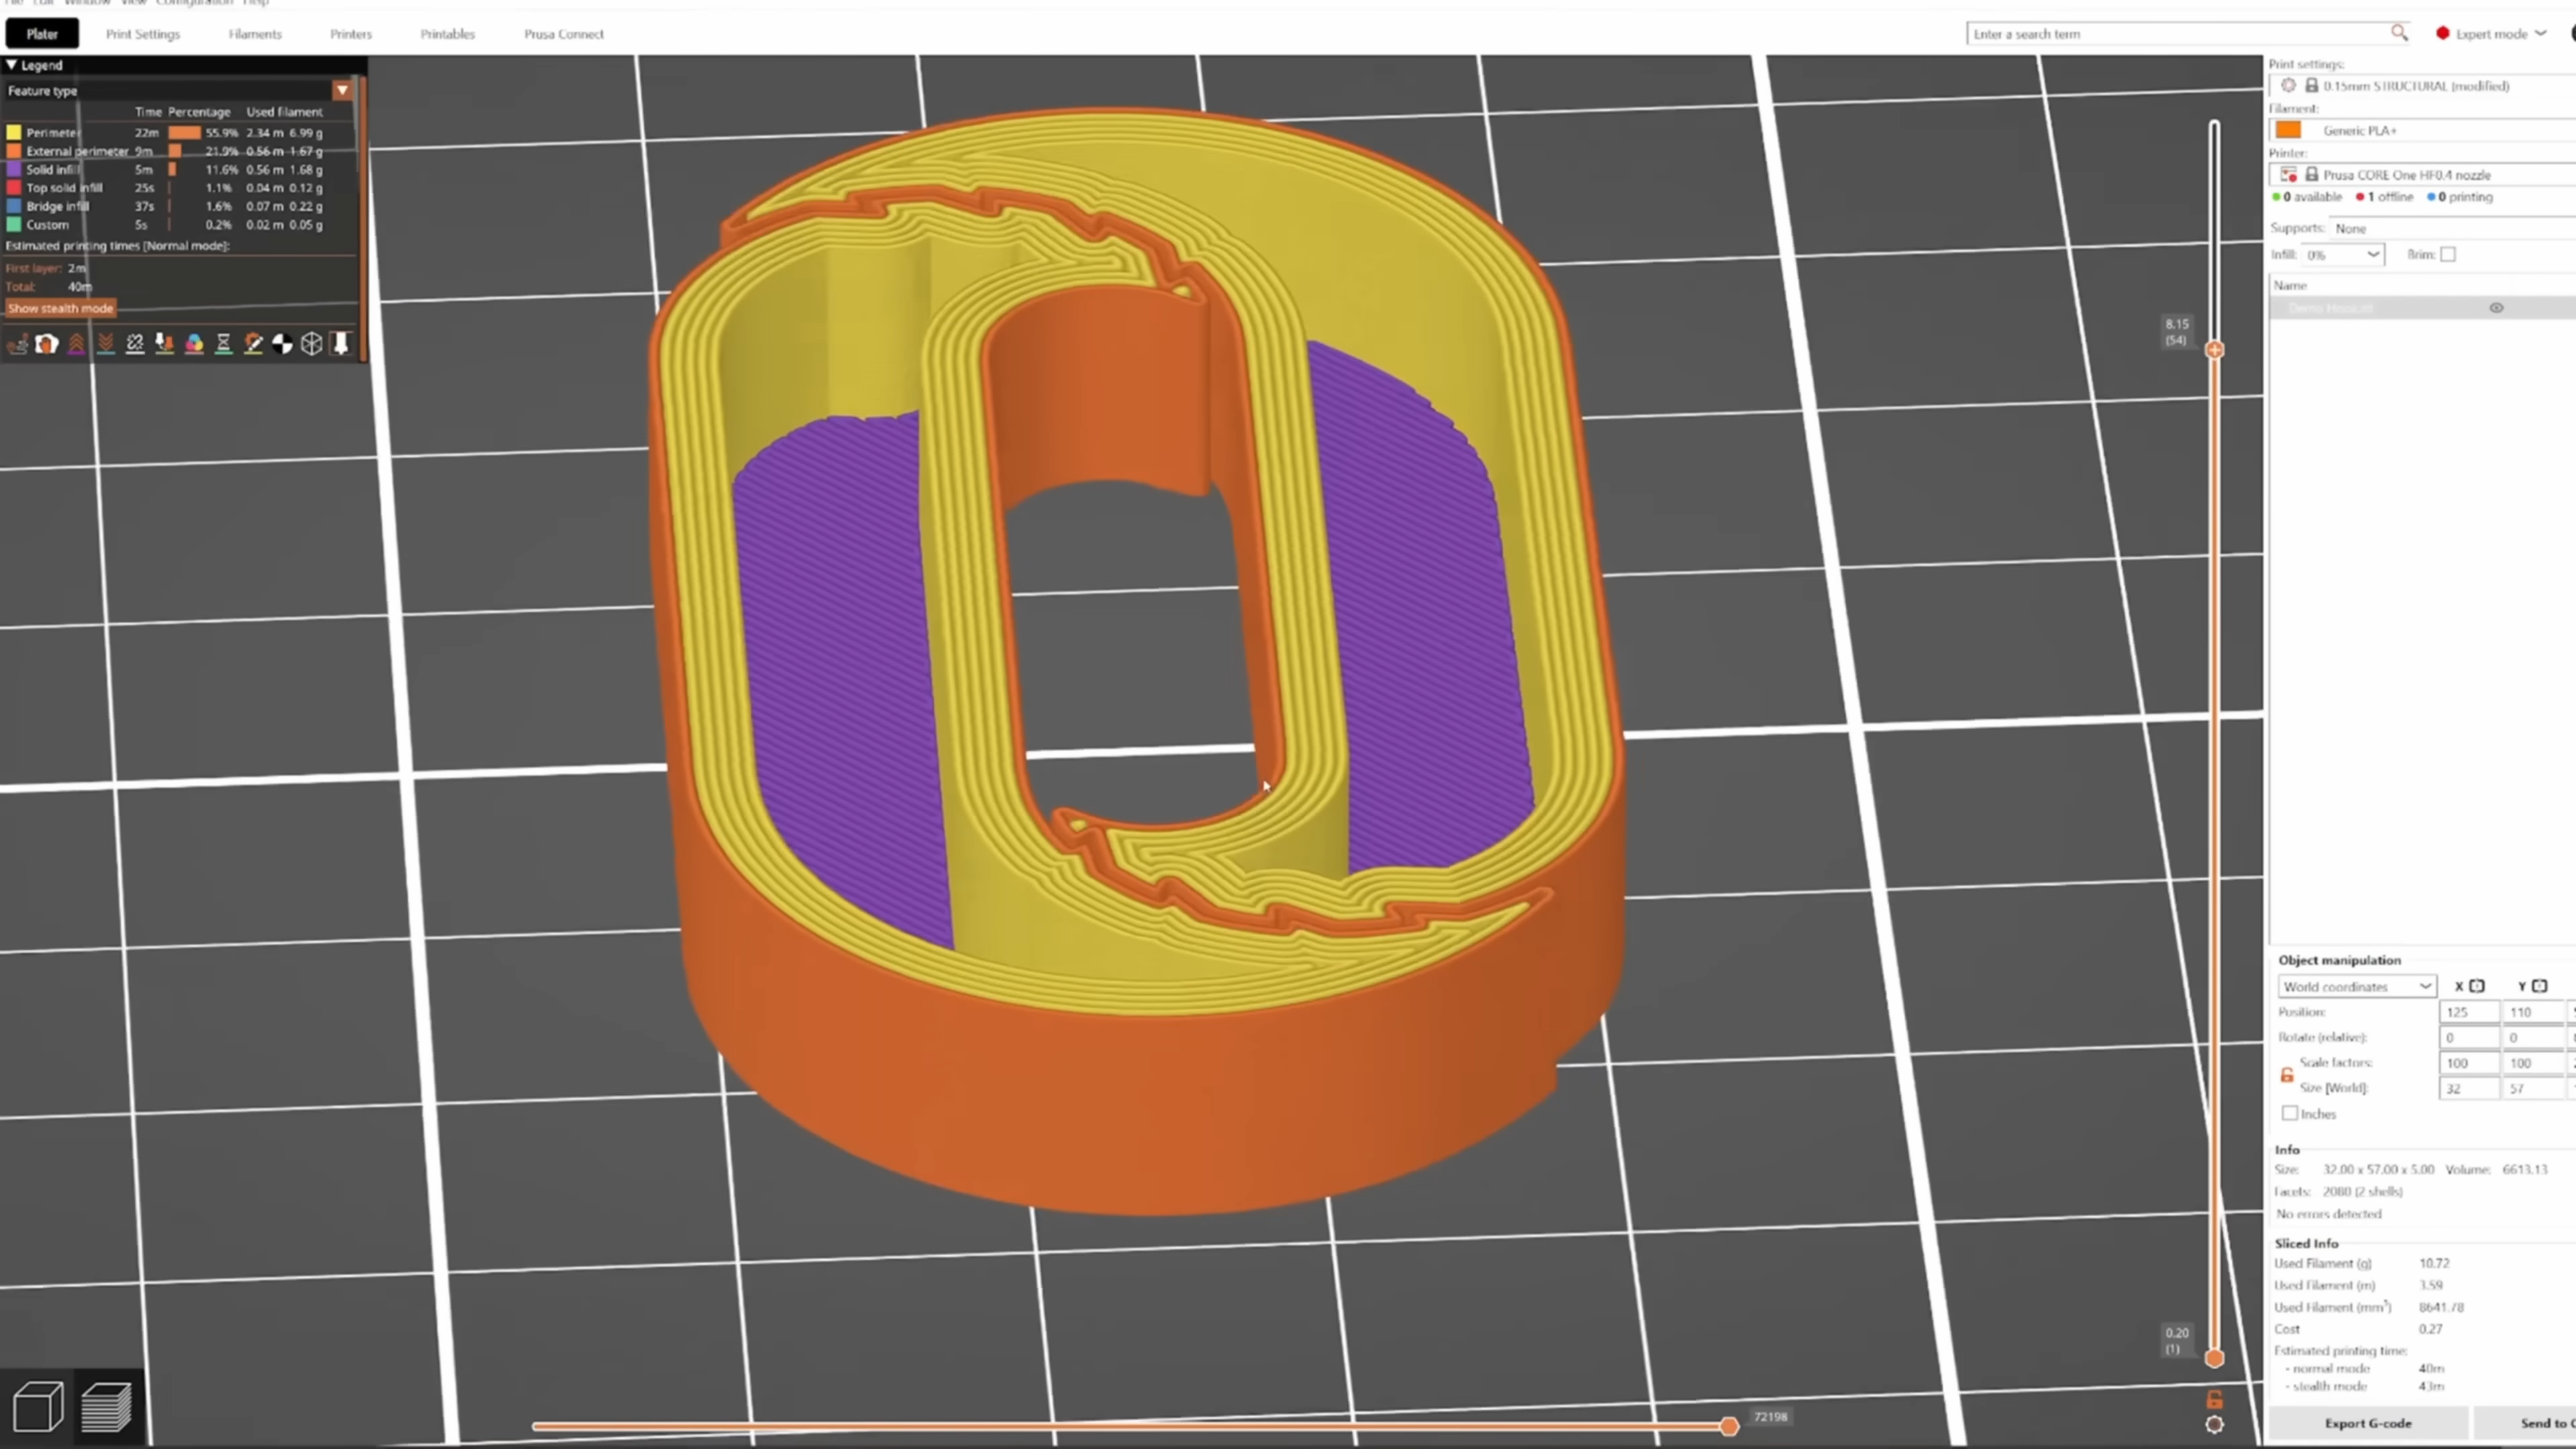 File Edit Window View Configuration Help
Plater Print Settings Filaments Printers Printables Prusa Connect
Enter a search term
Expert mode
Legend
Feature type
Time Percentage Used filament
Perimeter 22m 55.9% 2.34 m 6.99 g
External perimeter 9m 21.9% 0.56 m 1.67 g
Solid infill 5m 11.6% 0.56 m 1.68 g
Top solid infill 25s 1.1% 0.04 m 0.12 g
Bridge infill 37s 1.6% 0.07 m 0.22 g
Custom 5s 0.2% 0.02 m 0.05 g
Estimated printing times [Normal mode]:
First layer: 2m
Total: 40m
Show stealth mode
8.15
(54)
0.20
(1)
72198
Print settings:
0.15mm STRUCTURAL (modified)
Filament:
Generic PLA+
Printer:
Prusa CORE One HF0.4 nozzle
0 available 1 offline 0 printing
Supports: None
Infill: 0% Brim:
Name
Object manipulation
World coordinates X Y
Position: 125 110
Rotate (relative): 0 0
Scale factors: 100 100
Size [World]: 32 57
Inches
Info
Size: 32.00 x 57.00 x 5.00 Volume: 6613.13
Facets: 2080 (2 shells)
No errors detected
Sliced Info
Used Filament (g) 10.72
Used Filament (m) 3.59
Used Filament (mm³) 8641.78
Cost 0.27
Estimated printing time:
- normal mode 40m
- stealth mode 43m
Export G-code Send to